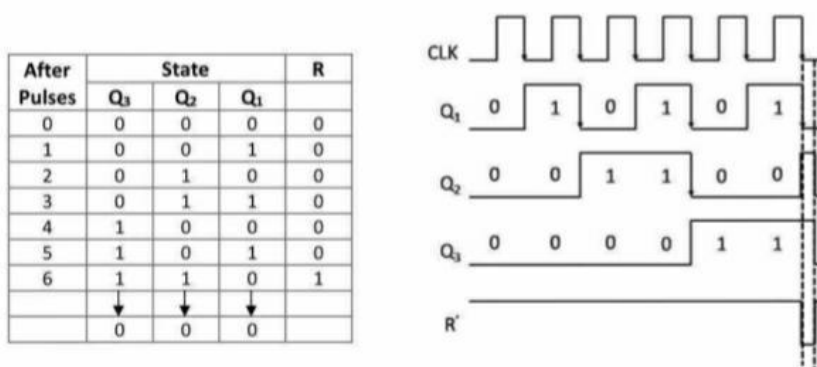 After Pulses State R
Q₃ Q₂ Q₁
0 0 0 0 0
1 0 0 1 0
2 0 1 0 0
3 0 1 1 0
4 1 0 0 0
5 1 0 1 0
6 1 1 0 1
0 0 0
CLK
Q₁ 0 1 0 1 0 1
Q₂ 0 0 1 1 0 0
Q₃ 0 0 0 0 1 1
R'